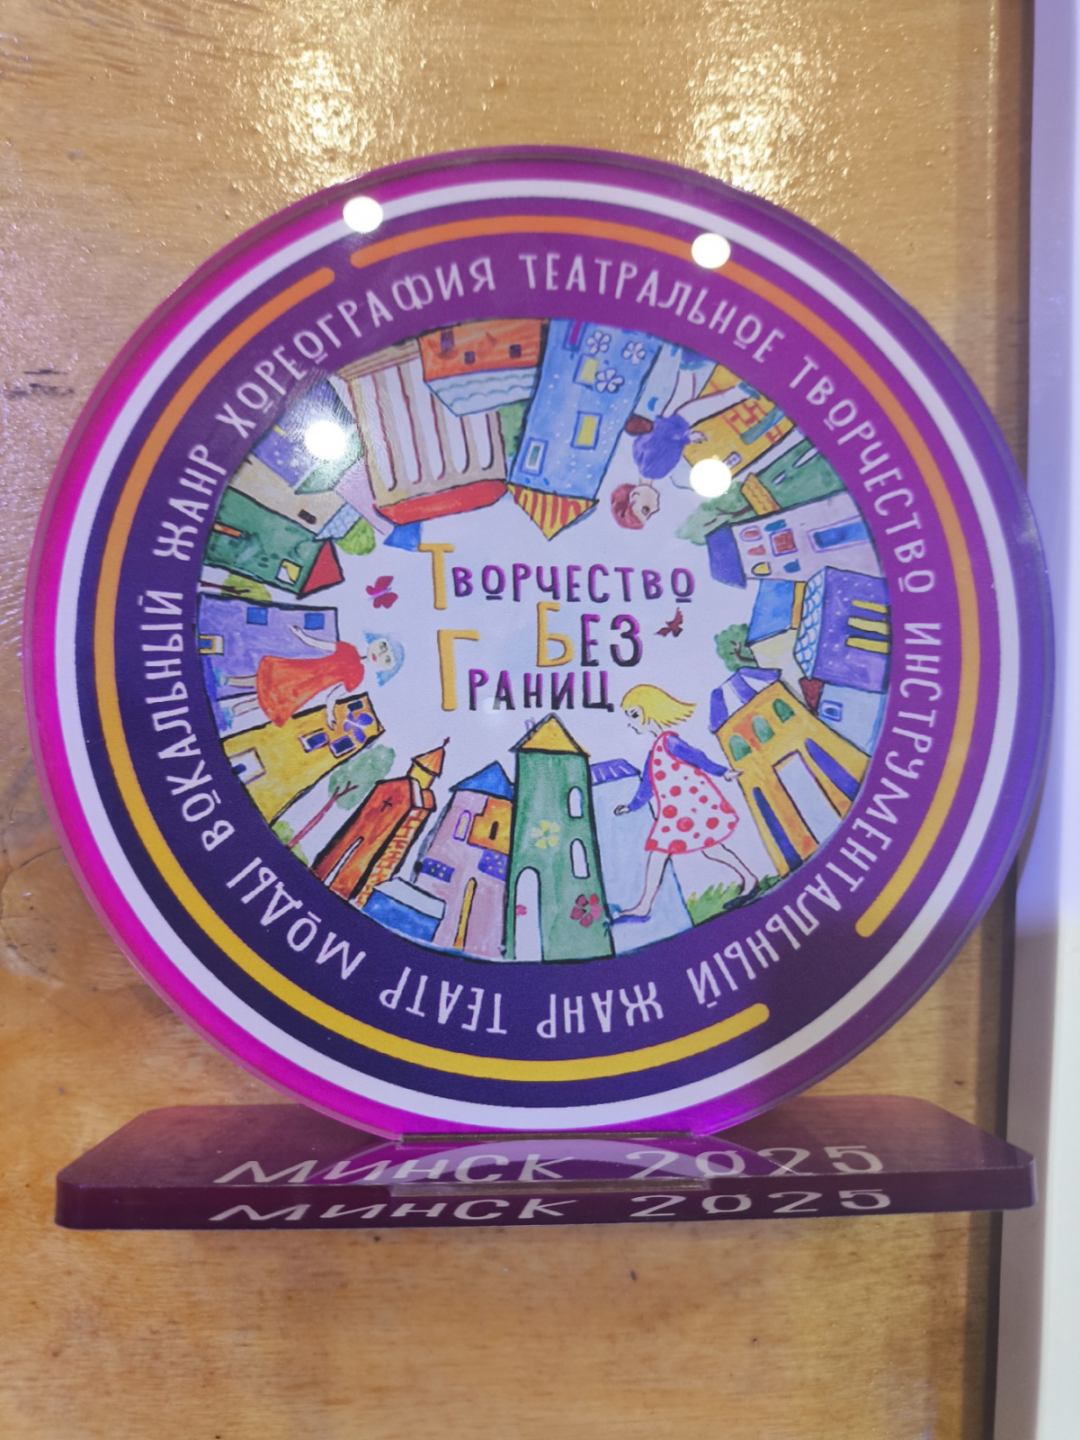 ТВОРЧЕСТВО
БЕЗ
ГРАНИЦ
ВОКАЛЬНЫЙ ЖАНР ХОРЕОГРАФИЯ ТЕАТРАЛЬНОЕ ТВОРЧЕСТВО ИНСТРУМЕНТАЛЬНЫЙ ЖАНР ТЕАТР МОДЫ
МИНСК 2025
МИНСК 2025